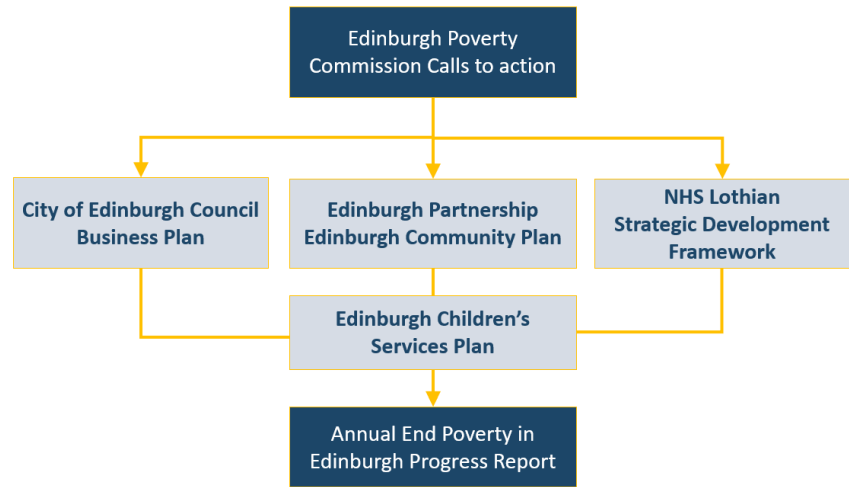 Edinburgh Poverty
Commission Calls to action
City of Edinburgh Council
Business Plan
Edinburgh Partnership
Edinburgh Community Plan
NHS Lothian
Strategic Development
Framework
Edinburgh Children’s
Services Plan
Annual End Poverty in
Edinburgh Progress Report